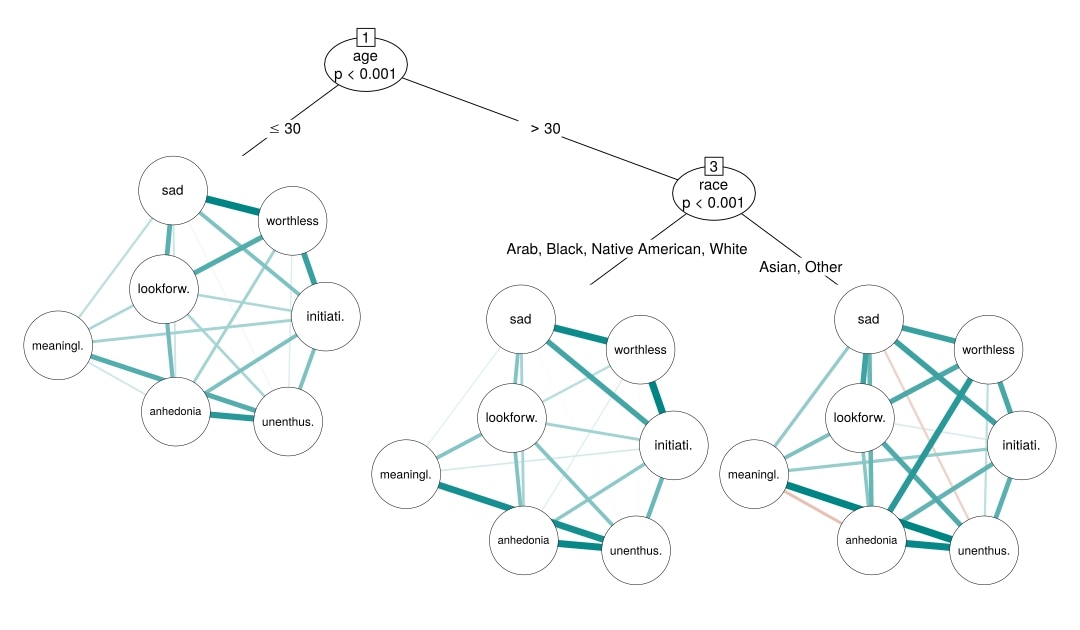 1
age
p < 0.001
≤ 30
> 30
3
race
p < 0.001
Arab, Black, Native American, White
Asian, Other
sad
worthless
lookforw.
initiati.
meaningl.
anhedonia
unenthus.
sad
worthless
lookforw.
initiati.
meaningl.
anhedonia
unenthus.
sad
worthless
lookforw.
initiati.
meaningl.
anhedonia
unenthus.